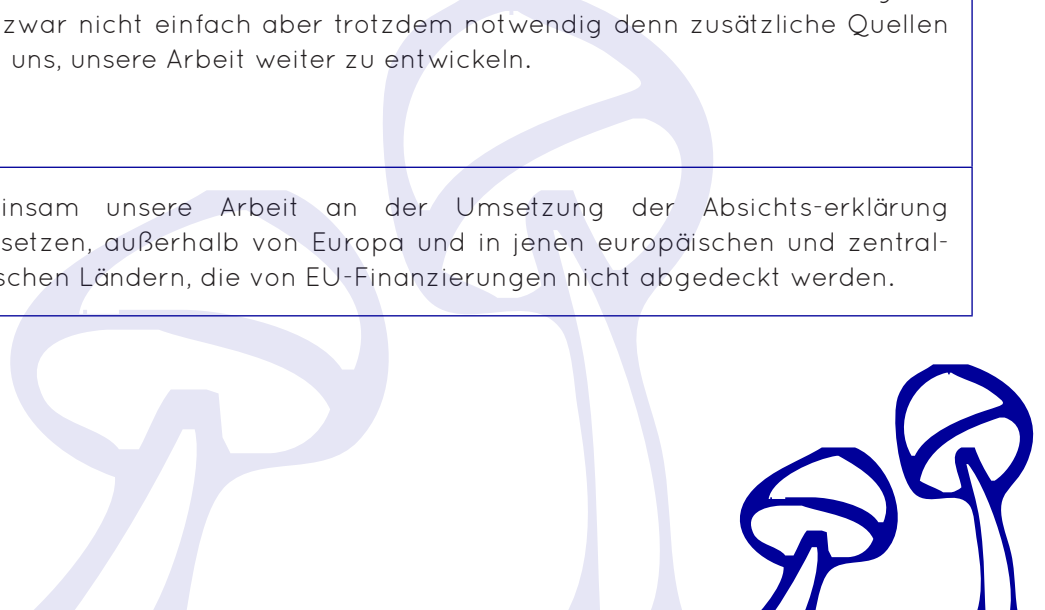 zwar nicht einfach aber trotzdem notwendig denn zusätzliche Quellen
uns, unsere Arbeit weiter zu entwickeln.
insam unsere Arbeit an der Umsetzung der Absichts-erklärung
setzen, außerhalb von Europa und in jenen europäischen und zentral-
schen Ländern, die von EU-Finanzierungen nicht abgedeckt werden.